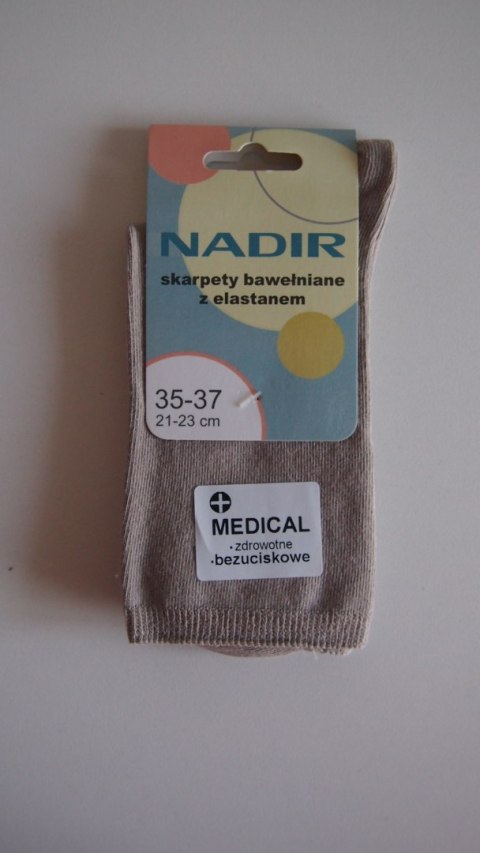 NADIR
skarpety bawełniane
z elastanem
35-37
21-23 cm
MEDICAL
•zdrowotne
•bezuciskowe